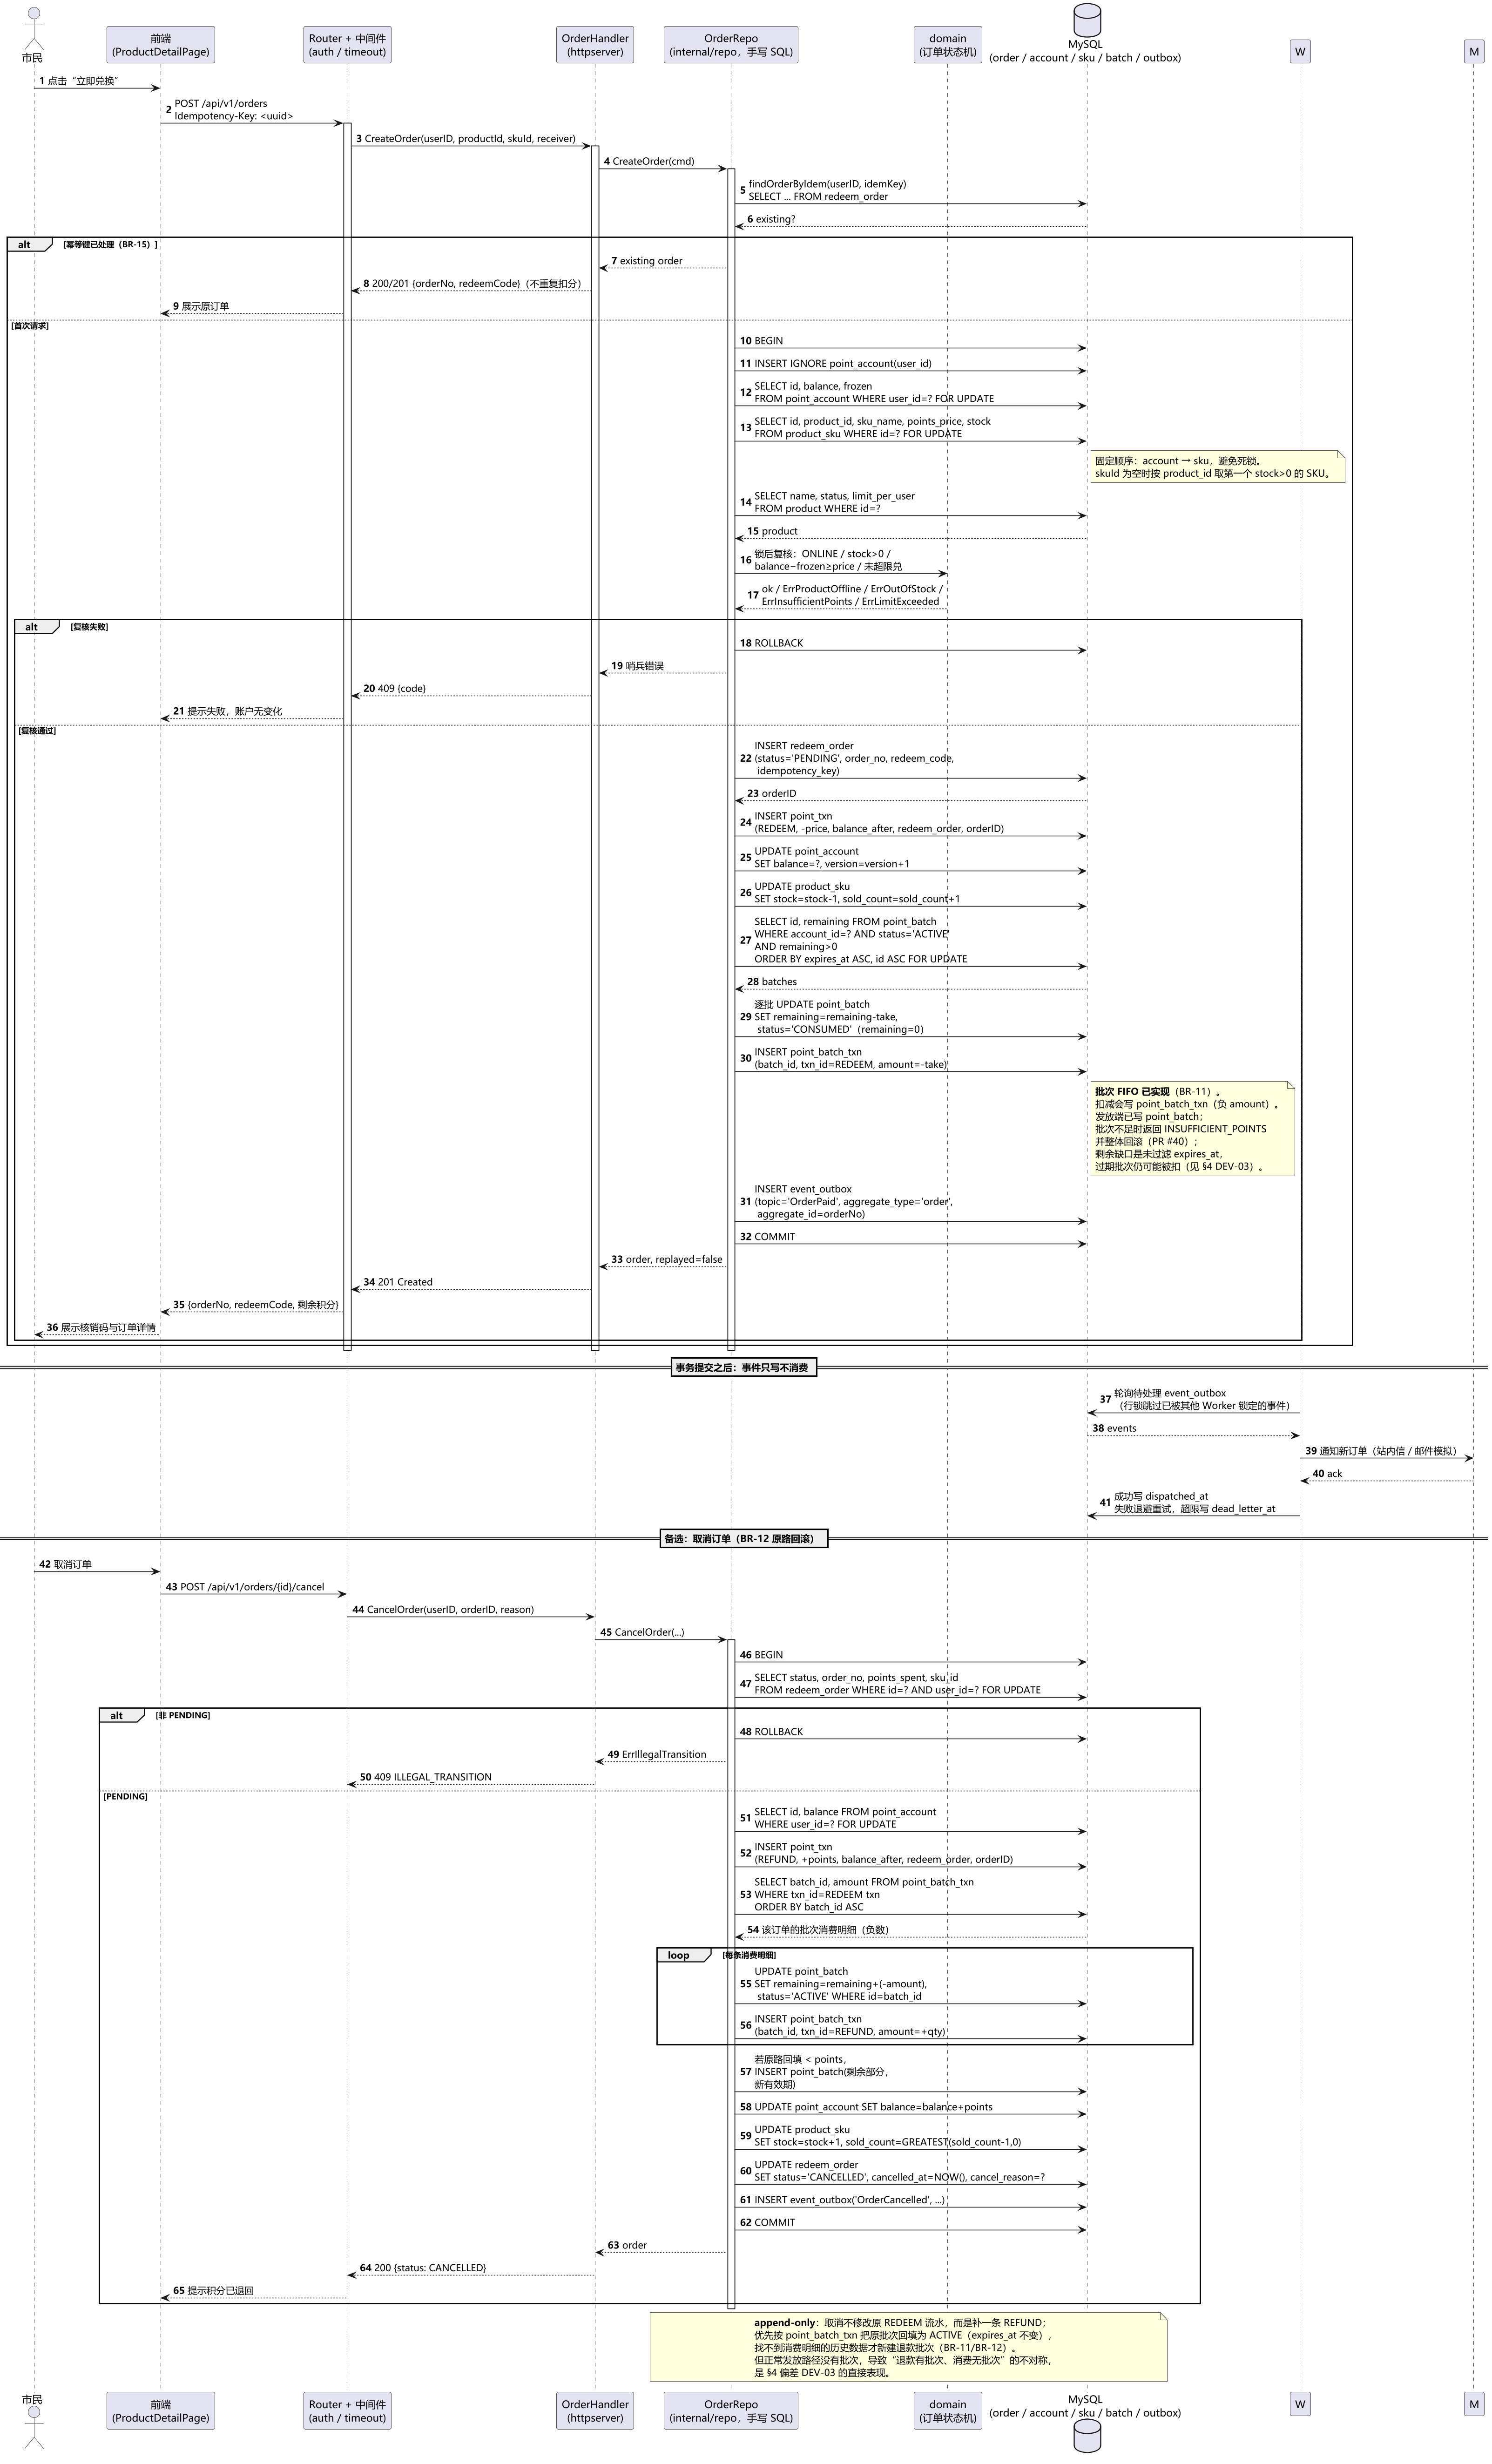 市民
前端
(ProductDetailPage)
Router + 中间件
(auth / timeout)
OrderHandler
(httpserver)
OrderRepo
(internal/repo，手写 SQL)
domain
(订单状态机)
MySQL
(order / account / sku / batch / outbox)
W
M
1 点击“立即兑换”
2 POST /api/v1/orders
Idempotency-Key: <uuid>
3 CreateOrder(userID, productId, skuId, receiver)
4 CreateOrder(cmd)
5 findOrderByIdem(userID, idemKey)
SELECT ... FROM redeem_order
6 existing?
alt [幂等键已处理（BR-15）]
7 existing order
8 200/201 {orderNo, redeemCode}（不重复扣分）
9 展示原订单
[首次请求]
10 BEGIN
11 INSERT IGNORE point_account(user_id)
12 SELECT id, balance, frozen
FROM point_account WHERE user_id=? FOR UPDATE
13 SELECT id, product_id, sku_name, points_price, stock
FROM product_sku WHERE id=? FOR UPDATE
固定顺序：account → sku，避免死锁。
skuId 为空时按 product_id 取第一个 stock>0 的 SKU。
14 SELECT name, status, limit_per_user
FROM product WHERE id=?
15 product
16 锁后复核：ONLINE / stock>0 /
balance−frozen≥price / 未超限兑
17 ok / ErrProductOffline / ErrOutOfStock /
ErrInsufficientPoints / ErrLimitExceeded
alt [复核失败]
18 ROLLBACK
19 哨兵错误
20 409 {code}
21 提示失败，账户无变化
[复核通过]
22 INSERT redeem_order
(status='PENDING', order_no, redeem_code,
idempotency_key)
23 orderID
24 INSERT point_txn
(REDEEM, -price, balance_after, redeem_order, orderID)
25 UPDATE point_account
SET balance=?, version=version+1
26 UPDATE product_sku
SET stock=stock-1, sold_count=sold_count+1
27 SELECT id, remaining FROM point_batch
WHERE account_id=? AND status='ACTIVE'
AND remaining>0
ORDER BY expires_at ASC, id ASC FOR UPDATE
28 batches
29 逐批 UPDATE point_batch
SET remaining=remaining-take,
status='CONSUMED'（remaining=0）
30 INSERT point_batch_txn
(batch_id, txn_id=REDEEM, amount=-take)
批次 FIFO 已实现（BR-11）。
扣减会写 point_batch_txn（负 amount）。
发放端已写 point_batch；
批次不足时返回 INSUFFICIENT_POINTS
并整体回滚（PR #40）；
剩余缺口是未过滤 expires_at，
过期批次仍可能被扣（见 §4 DEV-03）。
31 INSERT event_outbox
(topic='OrderPaid', aggregate_type='order',
aggregate_id=orderNo)
32 COMMIT
33 order, replayed=false
34 201 Created
35 {orderNo, redeemCode, 剩余积分}
36 展示核销码与订单详情
事务提交之后：事件只写不消费
37 轮询待处理 event_outbox
（行锁跳过已被其他 Worker 锁定的事件）
38 events
39 通知新订单（站内信 / 邮件模拟）
40 ack
41 成功写 dispatched_at
失败退避重试，超限写 dead_letter_at
备选：取消订单（BR-12 原路回滚）
42 取消订单
43 POST /api/v1/orders/{id}/cancel
44 CancelOrder(userID, orderID, reason)
45 CancelOrder(...)
46 BEGIN
47 SELECT status, order_no, points_spent, sku_id
FROM redeem_order WHERE id=? AND user_id=? FOR UPDATE
alt [非 PENDING]
48 ROLLBACK
49 ErrIllegalTransition
50 409 ILLEGAL_TRANSITION
[PENDING]
51 SELECT id, balance FROM point_account
WHERE user_id=? FOR UPDATE
52 INSERT point_txn
(REFUND, +points, balance_after, redeem_order, orderID)
53 SELECT batch_id, amount FROM point_batch_txn
WHERE txn_id=REDEEM txn
ORDER BY batch_id ASC
54 该订单的批次消费明细（负数）
loop [每条消费明细]
55 UPDATE point_batch
SET remaining=remaining+(-amount),
status='ACTIVE' WHERE id=batch_id
56 INSERT point_batch_txn
(batch_id, txn_id=REFUND, amount=+qty)
57 若原路回填 < points，
INSERT point_batch(剩余部分，
新有效期)
58 UPDATE point_account SET balance=balance+points
59 UPDATE product_sku
SET stock=stock+1, sold_count=GREATEST(sold_count-1,0)
60 UPDATE redeem_order
SET status='CANCELLED', cancelled_at=NOW(), cancel_reason=?
61 INSERT event_outbox('OrderCancelled', ...)
62 COMMIT
63 order
64 200 {status: CANCELLED}
65 提示积分已退回
append-only：取消不修改原 REDEEM 流水，而是补一条 REFUND；
优先按 point_batch_txn 把原批次回填为 ACTIVE（expires_at 不变），
找不到消费明细的历史数据才新建退款批次（BR-11/BR-12）。
但正常发放路径没有批次，导致“退款有批次、消费无批次”的不对称，
是 §4 偏差 DEV-03 的直接表现。
市民
前端
(ProductDetailPage)
Router + 中间件
(auth / timeout)
OrderHandler
(httpserver)
OrderRepo
(internal/repo，手写 SQL)
domain
(订单状态机)
MySQL
(order / account / sku / batch / outbox)
W
M